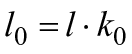 l₀ = l · k₀